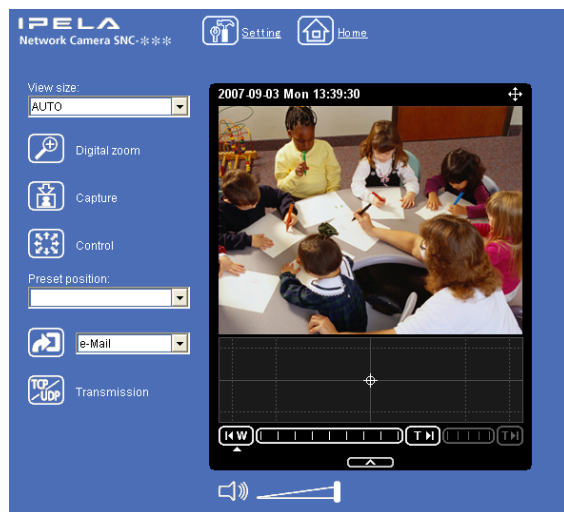 IPELA
Network Camera SNC-***
Setting
Home
View size:
AUTO
Digital zoom
Capture
Control
Preset position:
e-Mail
TCP/UDP
Transmission
2007-09-03 Mon 13:39:30
W
T
T